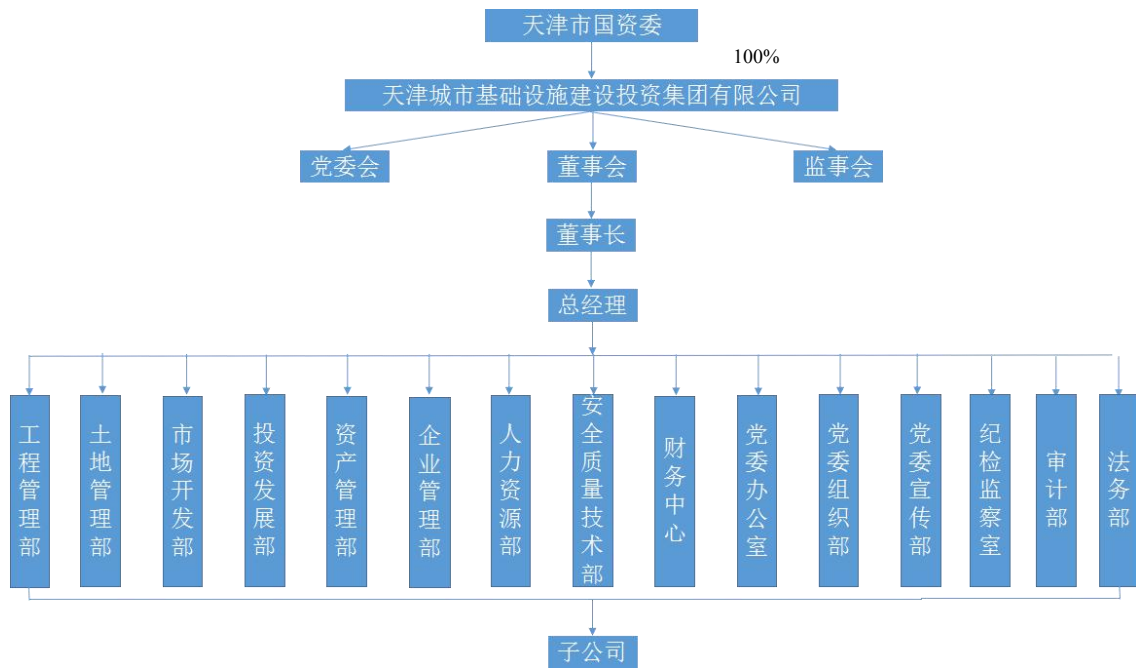 天津市国资委
100%
天津城市基础设施建设投资集团有限公司
党委会
董事会
监事会
董事长
总经理
工程管理部
土地管理部
市场开发部
投资发展部
资产管理部
企业管理部
人力资源部
安全质量技术部
财务中心
党委办公室
党委组织部
党委宣传部
纪检监察室
审计部
法务部
子公司